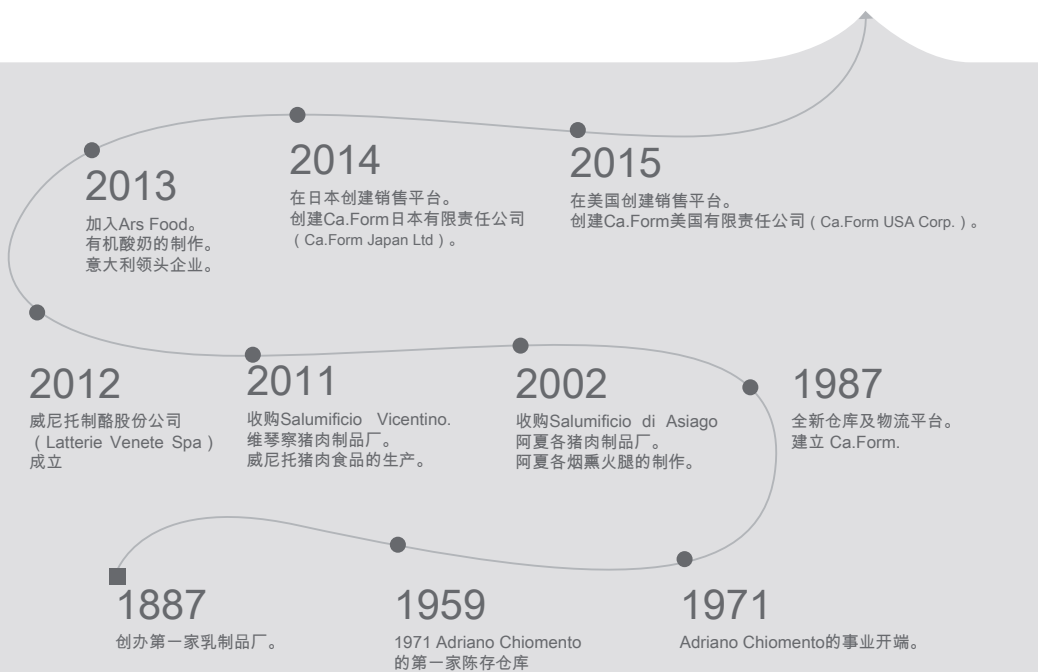 2013
加入Ars Food。
有机酸奶的制作。
意大利领头企业。
2014
在日本创建销售平台。
创建Ca.Form日本有限责任公司
（Ca.Form Japan Ltd）。
2015
在美国创建销售平台。
创建Ca.Form美国有限责任公司（Ca.Form USA Corp.）。
2012
威尼托制酪股份公司
（Latterie Venete Spa）
成立
2011
收购Salumificio Vicentino.
维琴察猪肉制品厂。
威尼托猪肉食品的生产。
2002
收购Salumificio di Asiago
阿夏各猪肉制品厂。
阿夏各烟熏火腿的制作。
1987
全新仓库及物流平台。
建立 Ca.Form.
1887
创办第一家乳制品厂。
1959
1971 Adriano Chiomento
的第一家陈存仓库
1971
Adriano Chiomento的事业开端。